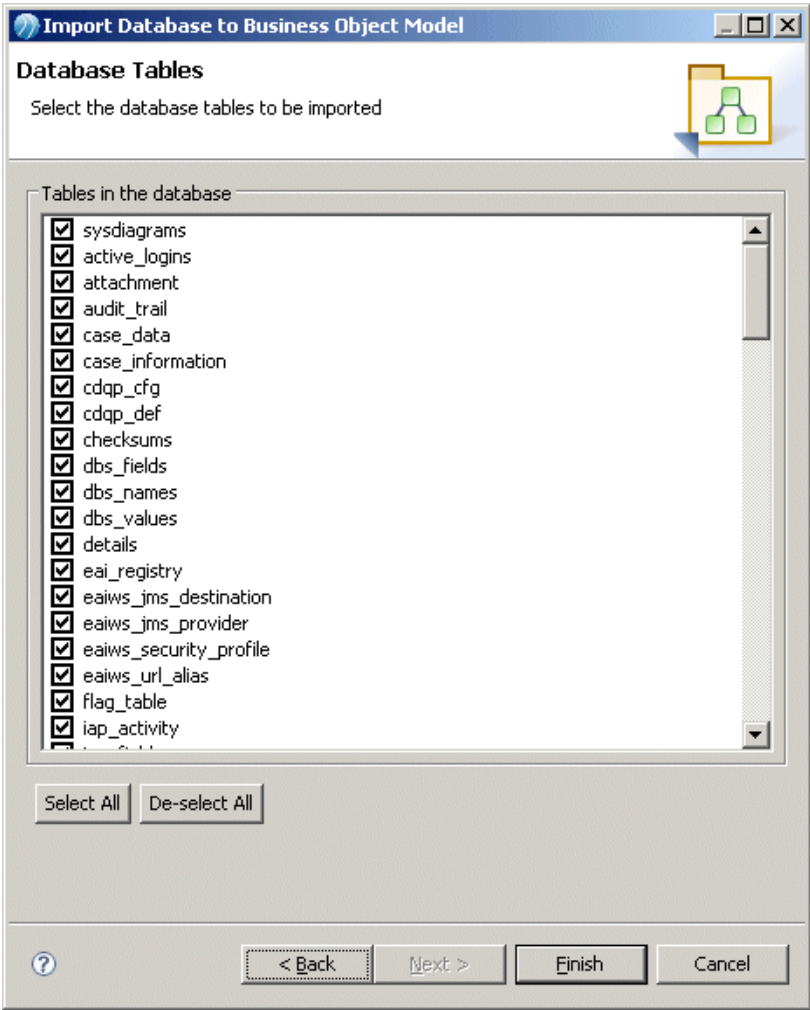 Import Database to Business Object Model
Database Tables
Select the database tables to be imported
Tables in the database
sysdiagrams
active_logins
attachment
audit_trail
case_data
case_information
cdqp_cfg
cdqp_def
checksums
dbs_fields
dbs_names
dbs_values
details
eai_registry
eaiws_jms_destination
eaiws_jms_provider
eaiws_security_profile
eaiws_url_alias
flag_table
iap_activity
Select All De-select All
? < Back Next > Finish Cancel